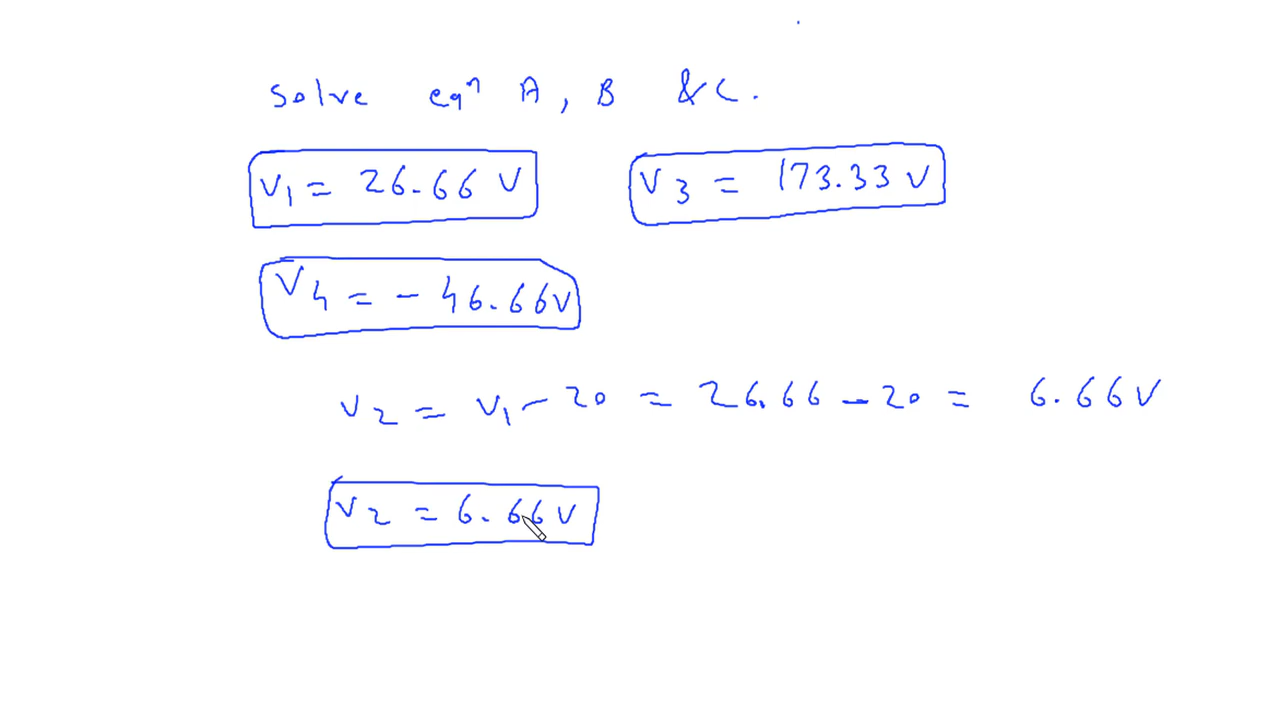 Solve eqⁿ A, B & C.
V1 = 26.66 V V3 = 173.33 V
V4 = - 46.66V
V2 = V1 - 20 = 26.66 - 20 = 6.66V
V2 = 6.66V